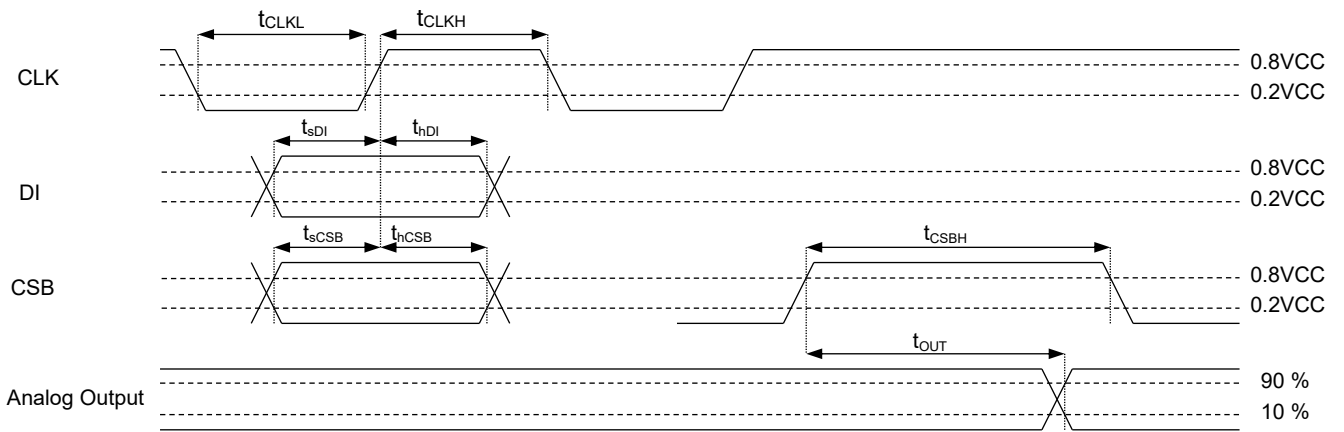 tCLKL tCLKH
CLK
0.8VCC
0.2VCC
tsDI thDI
DI
0.8VCC
0.2VCC
tsCSB thCSB tCSBH
CSB
0.8VCC
0.2VCC
tOUT
Analog Output
90 %
10 %